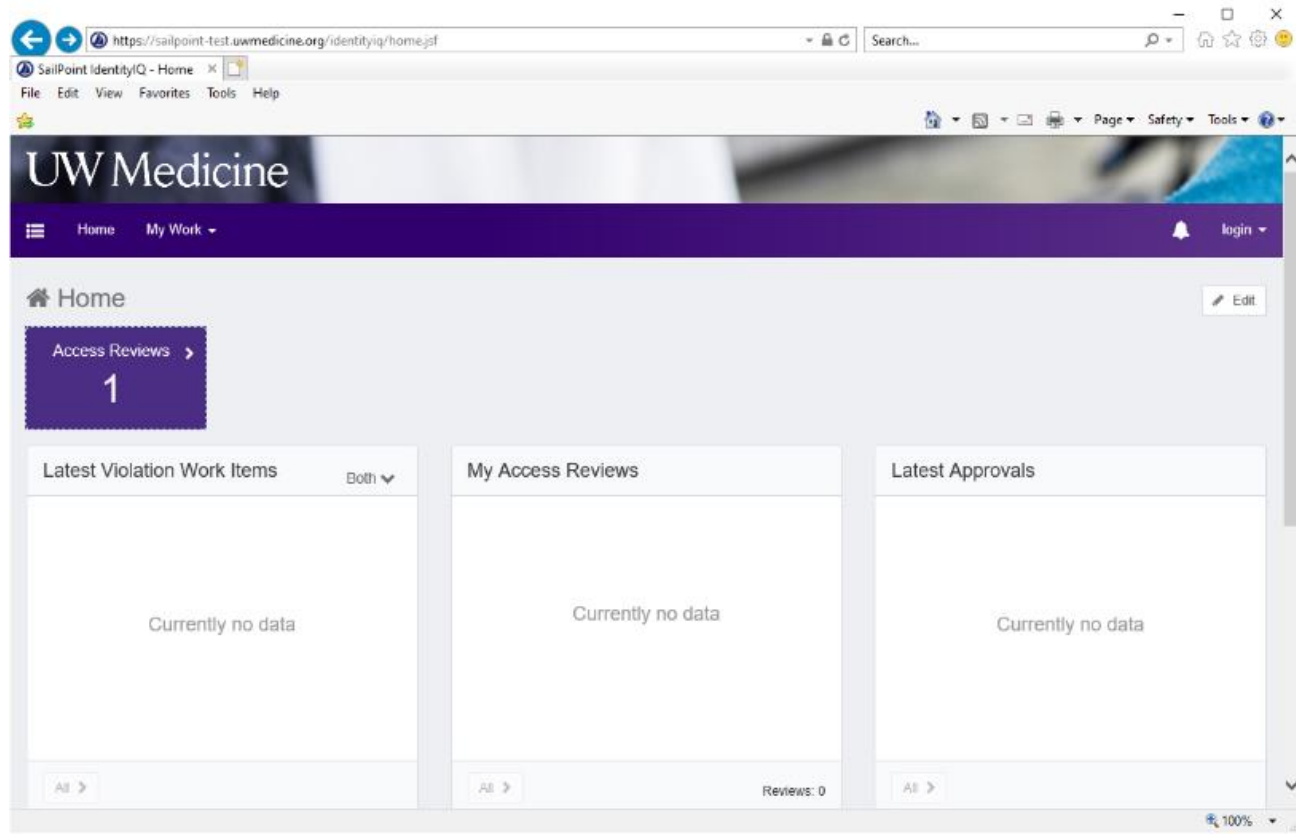 https://sailpoint-test.uwmedicine.org/identityiq/home.jsf
Search...
SailPoint IdentityIQ - Home
File Edit View Favorites Tools Help
Page Safety Tools
UW Medicine
Home My Work login
Home Edit
Access Reviews
1
Latest Violation Work Items Both My Access Reviews Latest Approvals
Currently no data Currently no data Currently no data
All All Reviews: 0 All
100%